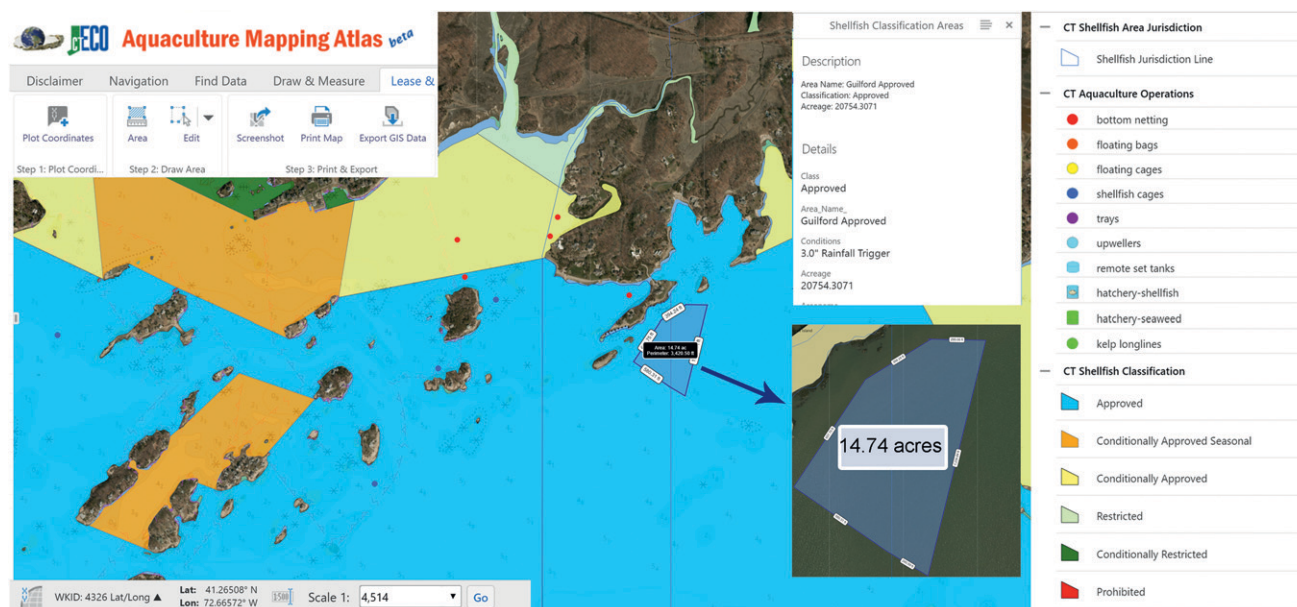 CTECO Aquaculture Mapping Atlas beta
Disclaimer Navigation Find Data Draw & Measure Lease &
Plot Coordinates Area Edit Screenshot Print Map Export GIS Data
Step 1: Plot Coordi... Step 2: Draw Area Step 3: Print & Export
Shellfish Classification Areas
Description
Area Name: Guilford Approved
Classification: Approved
Acreage: 20754.3071
Details
Class
Approved
Area_Name_
Guilford Approved
Conditions
3.0" Rainfall Trigger
Acreage
20754.3071
Area: 14.74 ac
14.74 acres
CT Shellfish Area Jurisdiction
Shellfish Jurisdiction Line
CT Aquaculture Operations
bottom netting
floating bags
floating cages
shellfish cages
trays
upwellers
remote set tanks
hatchery-shellfish
hatchery-seaweed
kelp longlines
CT Shellfish Classification
Approved
Conditionally Approved Seasonal
Conditionally Approved
Restricted
Conditionally Restricted
Prohibited
WKID: 4326 Lat/Long Lat: 41.26508° N
Lon: 72.66572° W
Scale 1: 4,514 Go